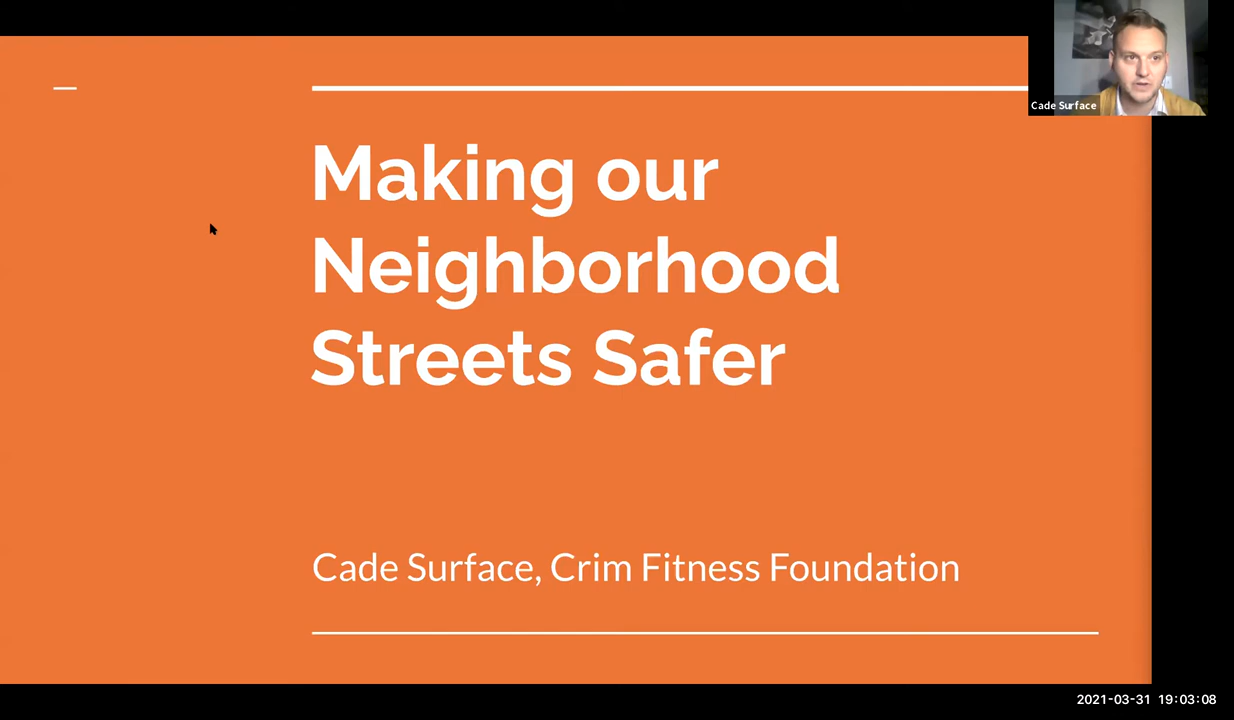 Cade Surface
Making our
Neighborhood
Streets Safer
Cade Surface, Crim Fitness Foundation
2021-03-31 19:03:08